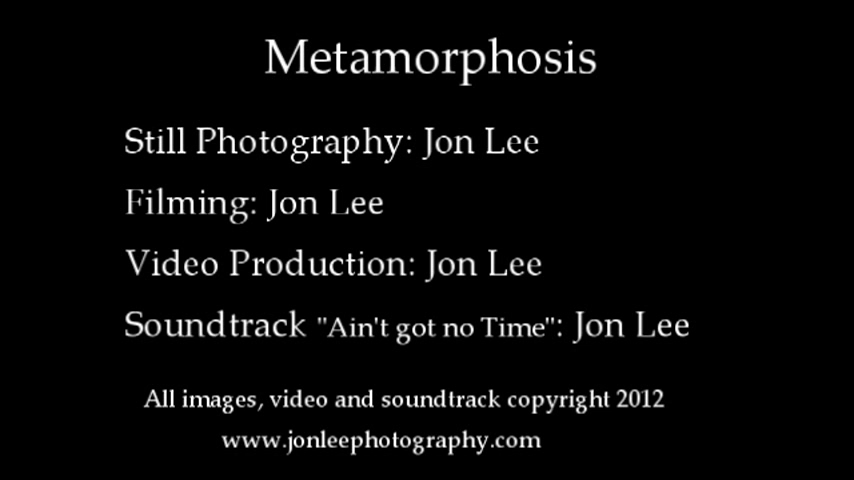 Metamorphosis
Still Photography: Jon Lee
Filming: Jon Lee
Video Production: Jon Lee
Soundtrack "Ain't got no Time": Jon Lee
All images, video and soundtrack copyright 2012
www.jonleephotography.com